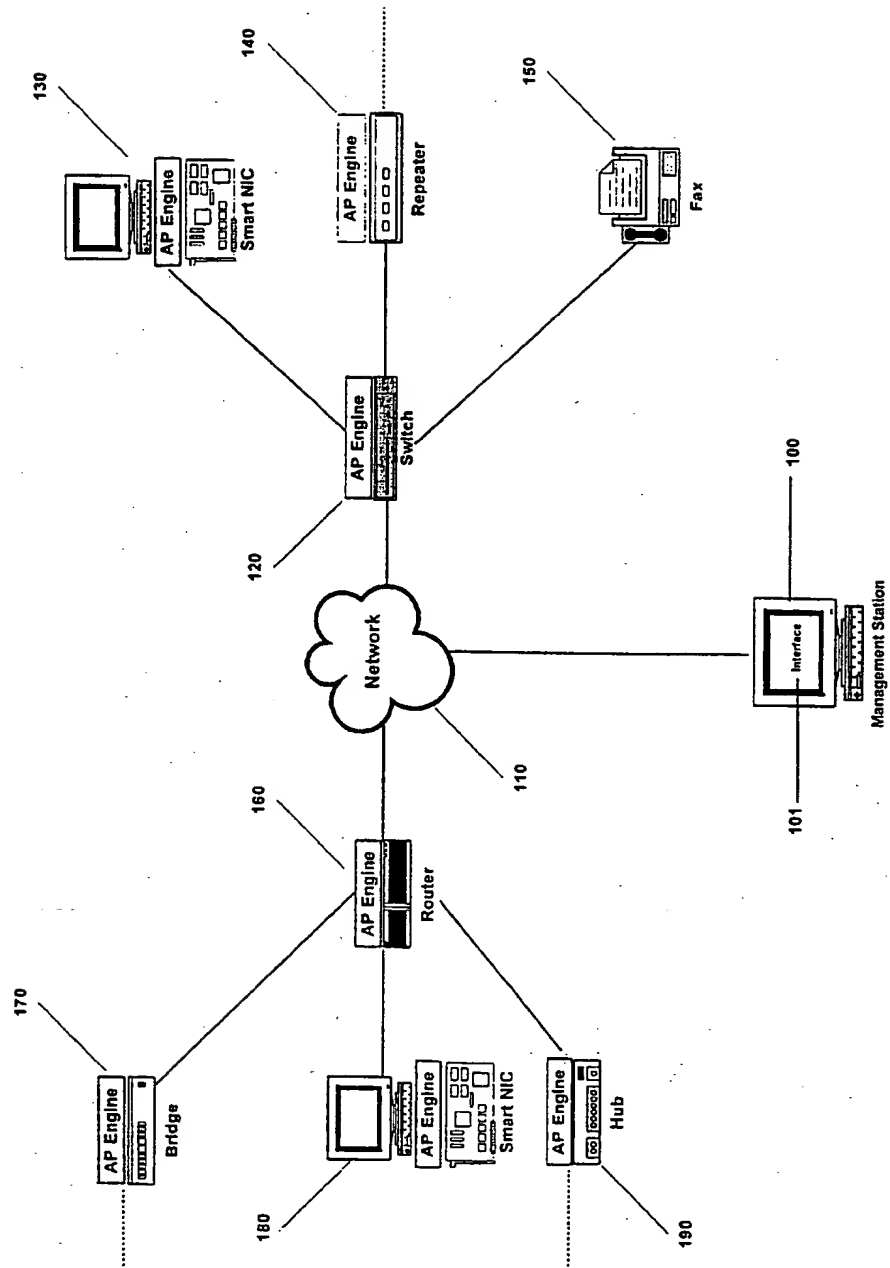 130
AP Engine
Smart NIC
140
AP Engine
Repeater
150
Fax
120
AP Engine
Switch
Network
110
100
Interface
101
Management Station
160
AP Engine
Router
170
AP Engine
Bridge
180
AP Engine
Smart NIC
AP Engine
Hub
190